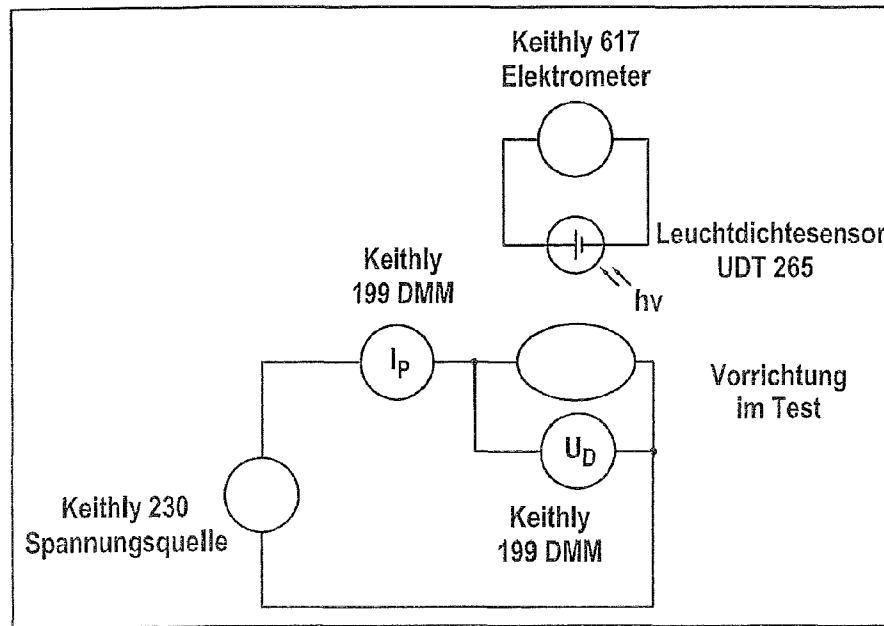 Keithly 617
Elektrometer
Leuchtdichtesensor
UDT 265
hv
Keithly
199 DMM
I_P
Vorrichtung
im Test
U_D
Keithly 230
Spannungsquelle
Keithly
199 DMM